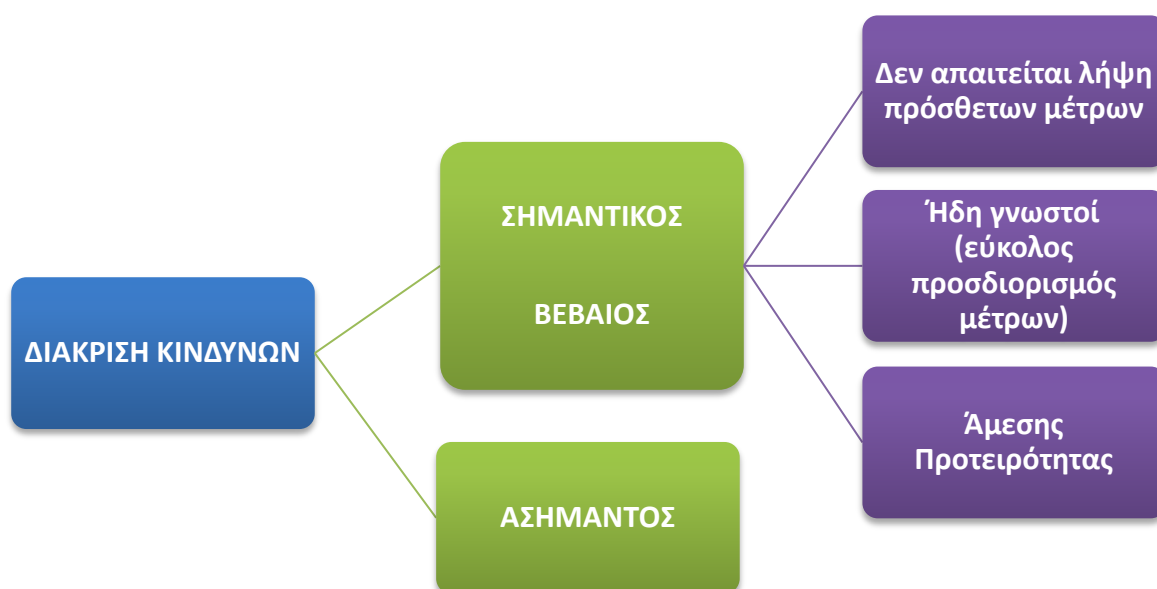 ΔΙΑΚΡΙΣΗ ΚΙΝΔΥΝΩΝ
ΣΗΜΑΝΤΙΚΟΣ
ΒΕΒΑΙΟΣ
ΑΣΗΜΑΝΤΟΣ
Δεν απαιτείται λήψη
πρόσθετων μέτρων
Ήδη γνωστοί
(εύκολος
προσδιορισμός
μέτρων)
Άμεσης
Προτειρότητας